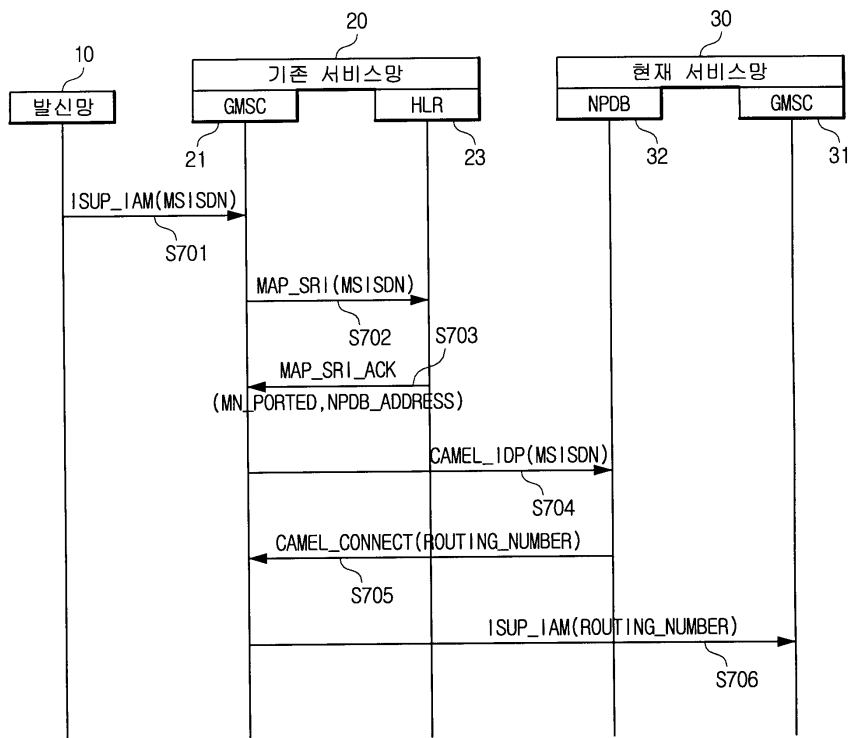 20
30
10
기존 서비스망
현재 서비스망
발신망
GMSC
HLR
NPDB
GMSC
21
23
32
31
ISUP_IAM(MSISDN)
S701
MAP_SRI(MSISDN)
S702
S703
MAP_SRI_ACK
(MN_PORTED,NPDB_ADDRESS)
CAMEL_IDP(MSISDN)
S704
CAMEL_CONNECT(ROUTING_NUMBER)
S705
ISUP_IAM(ROUTING_NUMBER)
S706